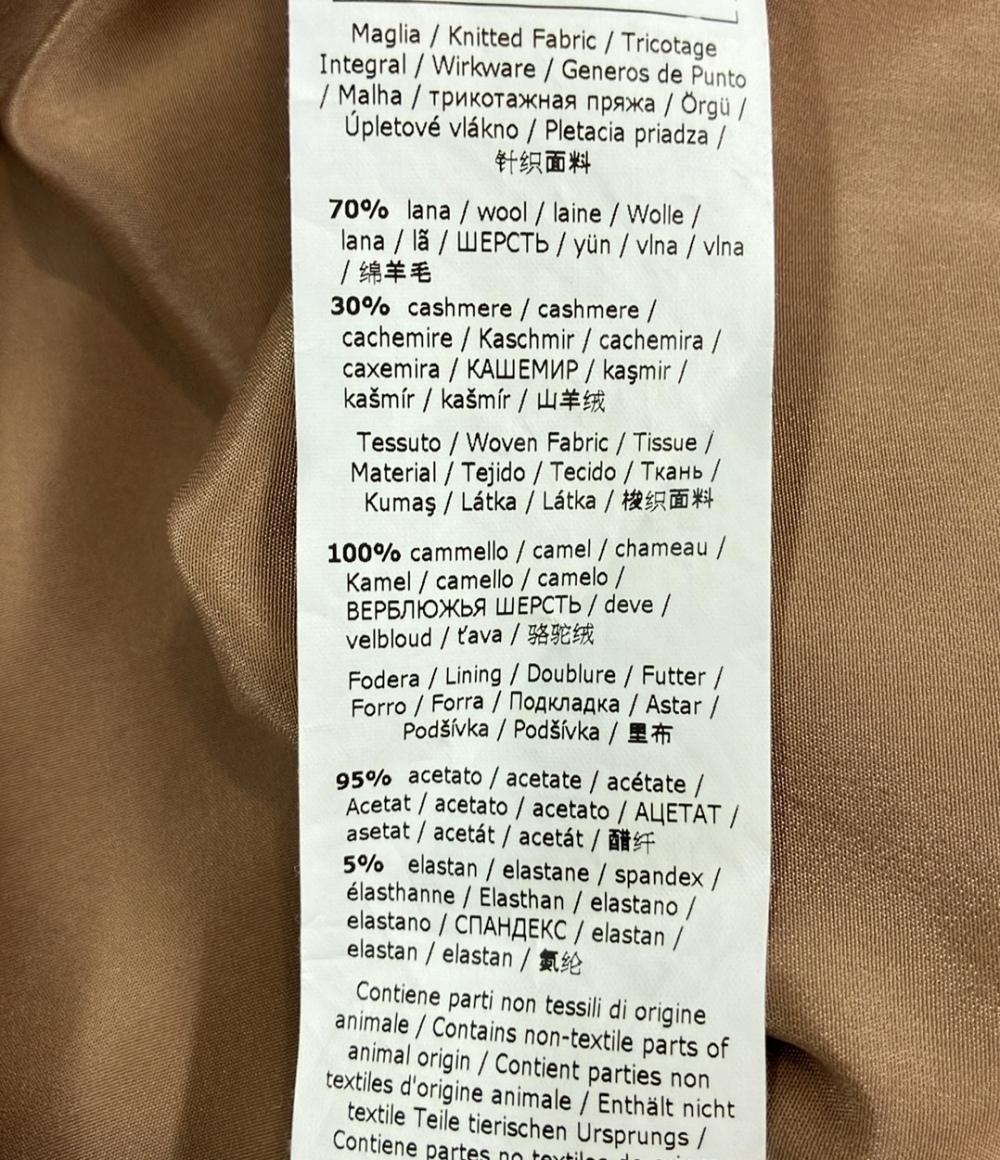 Maglia / Knitted Fabric / Tricotage
Integral / Wirkware / Generos de Punto
/ Malha / трикотажная пряжа / Örgü /
Úpletové vlákno / Pletacia priadza /
针织面料
70% lana / wool / laine / Wolle /
lana / lã / ШЕРСТЬ / yün / vlna / vlna
/ 绵羊毛
30% cashmere / cashmere /
cachemire / Kaschmir / cachemira /
caxemira / КАШЕМИР / kaşmir /
kašmír / kašmír / 山羊绒
Tessuto / Woven Fabric / Tissue /
Material / Tejido / Tecido / Ткань /
Kumaş / Látka / Látka / 梭织面料
100% cammello / camel / chameau /
Kamel / camello / camelo /
ВЕРБЛЮЖЬЯ ШЕРСТЬ / deve /
velbloud / ťava / 骆驼绒
Fodera / Lining / Doublure / Futter /
Forro / Forra / Подкладка / Astar /
Podšívka / Podšívka / 里布
95% acetato / acetate / acétate /
Acetat / acetato / acetato / АЦЕТАТ /
asetat / acetát / acetát / 醋纤
5% elastan / elastane / spandex /
élasthanne / Elasthan / elastano /
elastano / СПАНДЕКС / elastan /
elastan / elastan / 氨纶
Contiene parti non tessili di origine
animale / Contains non-textile parts of
animal origin / Contient parties non
textiles d'origine animale / Enthält nicht
textile Teile tierischen Ursprungs /
Contiene partes no textiles de